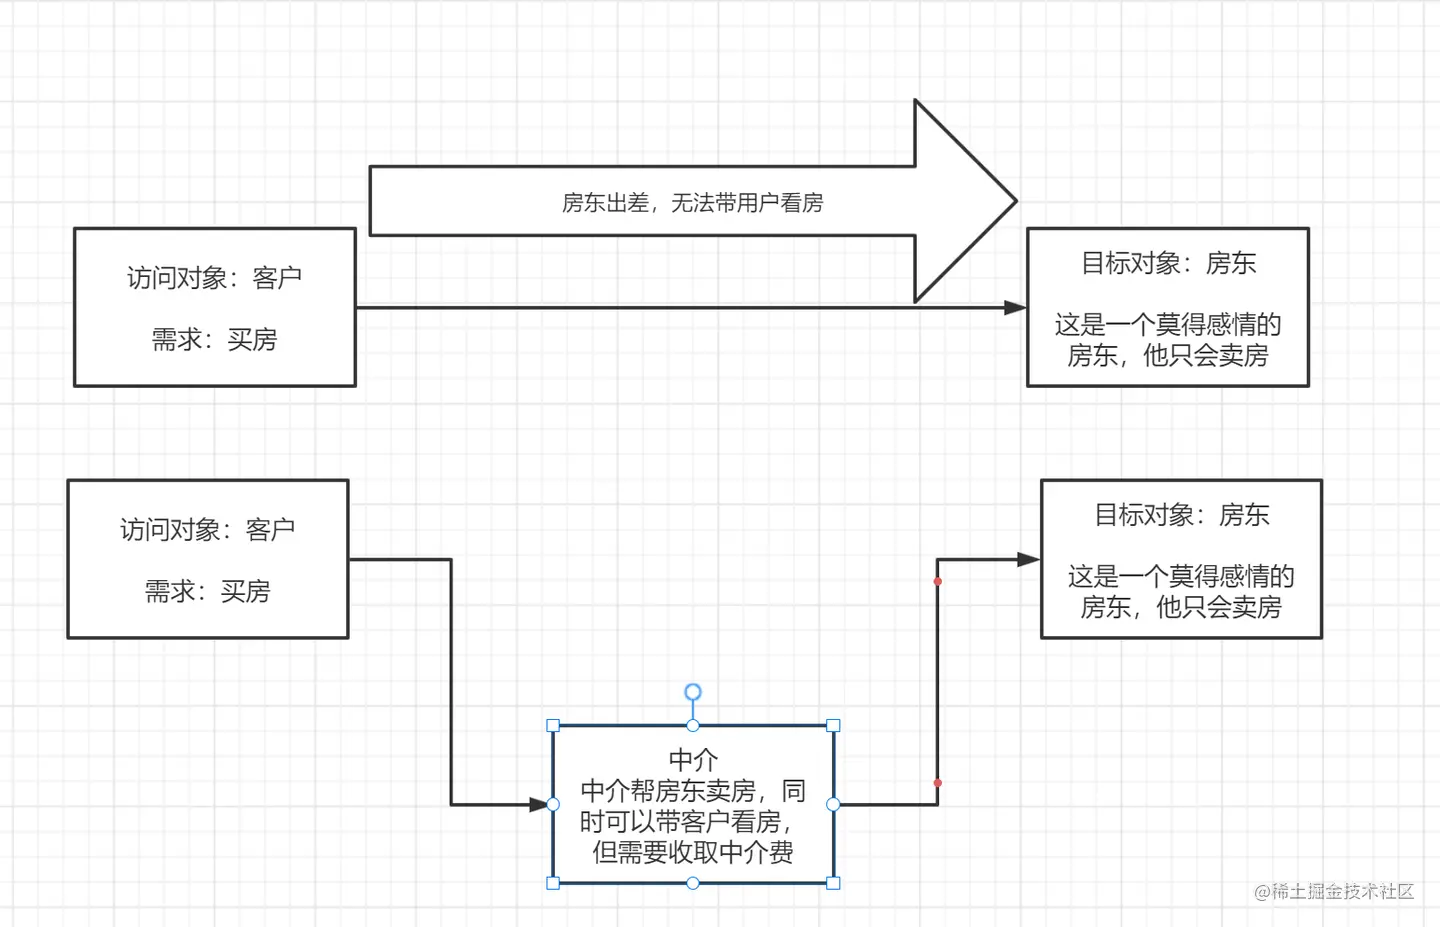 房东出差，无法带用户看房
访问对象：客户
需求：买房
目标对象：房东
这是一个莫得感情的
房东，他只会卖房
访问对象：客户
需求：买房
目标对象：房东
这是一个莫得感情的
房东，他只会卖房
中介
中介帮房东卖房，同
时可以带客户看房，
但需要收取中介费
@稀土掘金技术社区